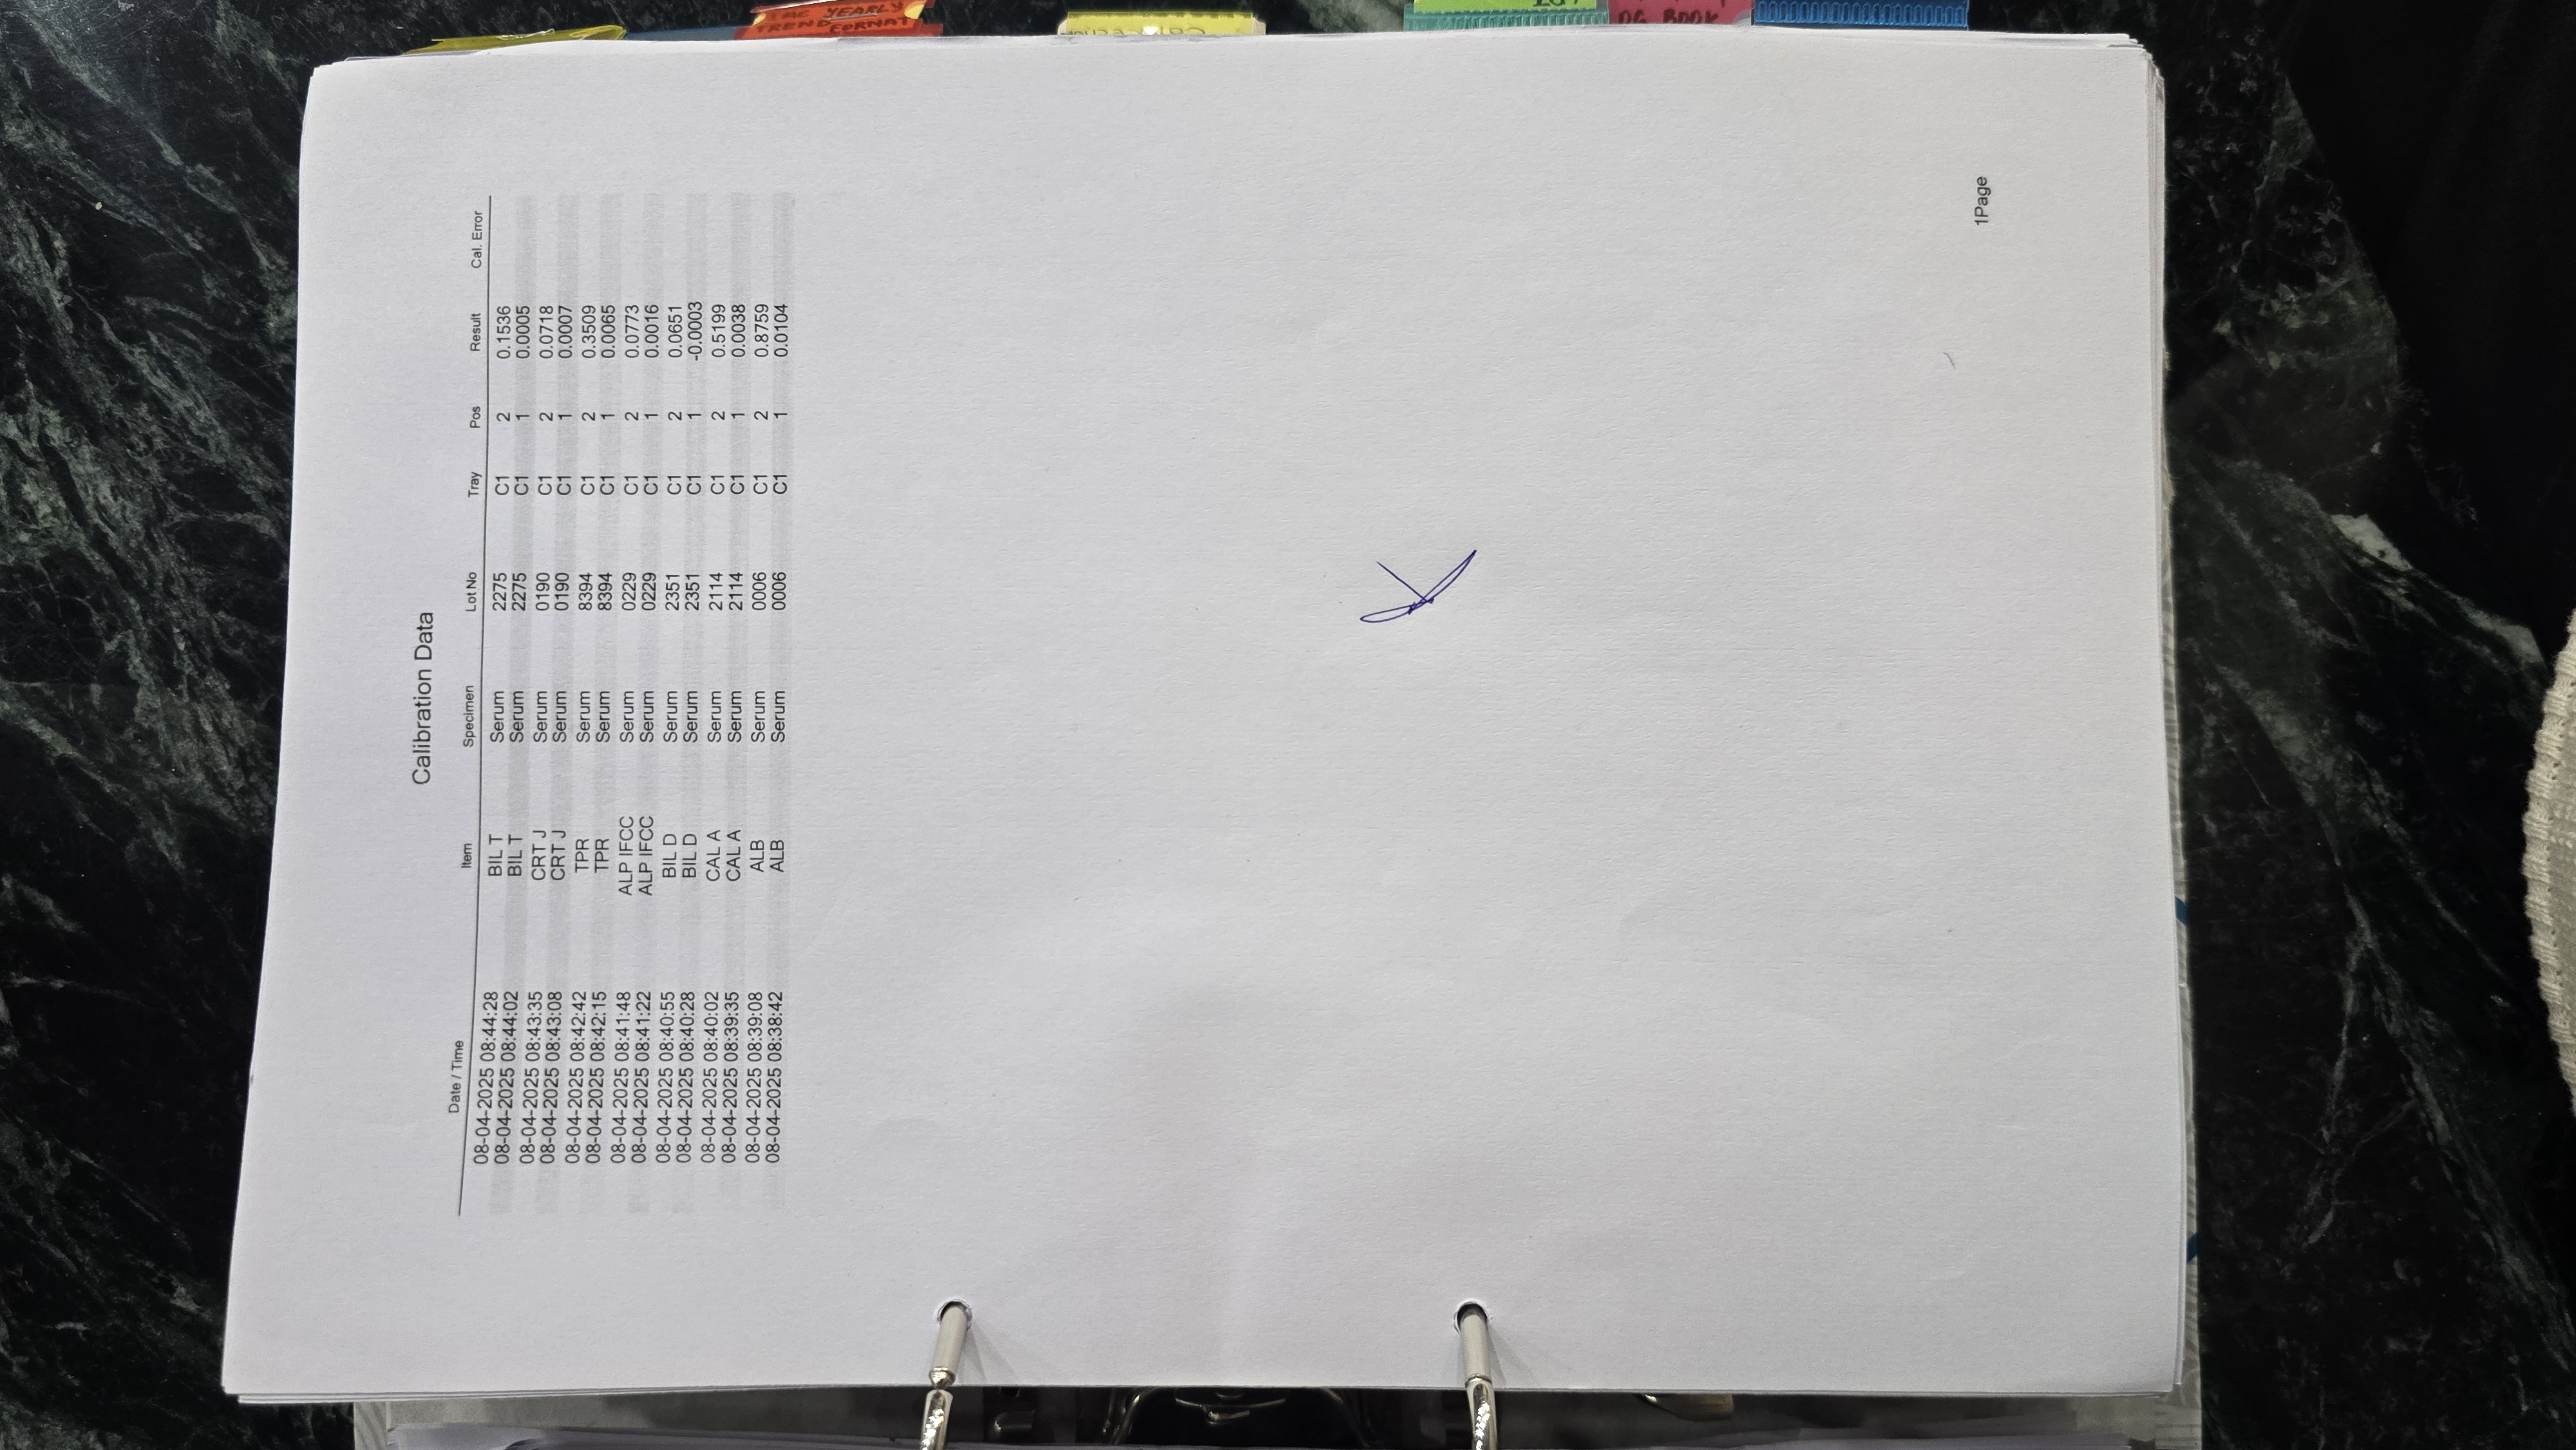 Calibration Data
Date / Time Item Specimen Lot No Tray Pos Result Cal. Error
08-04-2025 08:44:28 BIL T Serum 2275 C1 2 0.1536
08-04-2025 08:44:02 BIL T Serum 2275 C1 1 0.0005
08-04-2025 08:43:35 CRT J Serum 0190 C1 2 0.0718
08-04-2025 08:43:08 CRT J Serum 0190 C1 1 0.0007
08-04-2025 08:42:42 TPR Serum 8394 C1 2 0.3509
08-04-2025 08:42:15 TPR Serum 8394 C1 1 0.0065
08-04-2025 08:41:48 ALP IFCC Serum 0229 C1 2 0.0773
08-04-2025 08:41:22 ALP IFCC Serum 0229 C1 1 0.0016
08-04-2025 08:40:55 BIL D Serum 2351 C1 2 0.0651
08-04-2025 08:40:28 BIL D Serum 2351 C1 1 -0.0003
08-04-2025 08:40:02 CAL A Serum 2114 C1 2 0.5199
08-04-2025 08:39:35 CAL A Serum 2114 C1 1 0.0038
08-04-2025 08:39:08 ALB Serum 0006 C1 2 0.8759
08-04-2025 08:38:42 ALB Serum 0006 C1 1 0.0104
YEARLY
1Page